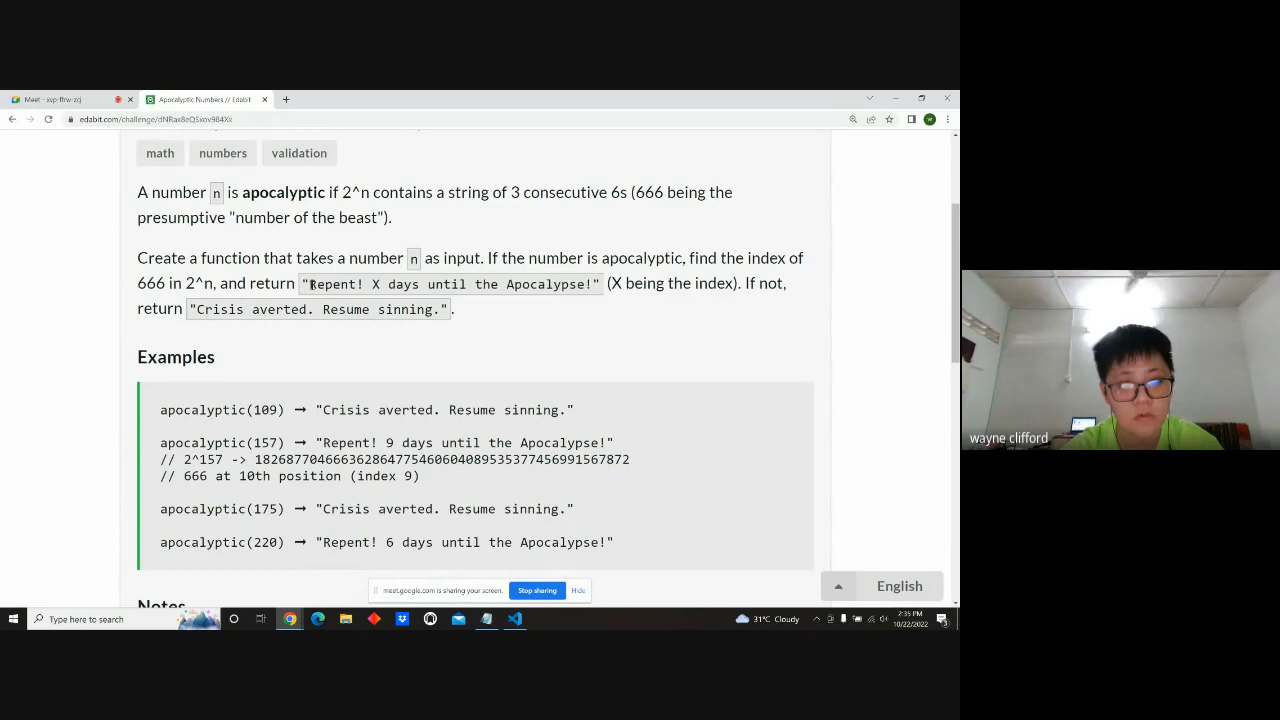 Meet - xvp-ffrw-zcj
Apocalyptic Numbers // Edabit
edabit.com/challenge/dNRax8eQSxov984Xx
math numbers validation
A number n is apocalyptic if 2^n contains a string of 3 consecutive 6s (666 being the
presumptive "number of the beast").
Create a function that takes a number n as input. If the number is apocalyptic, find the index of
666 in 2^n, and return "Repent! X days until the Apocalypse!" (X being the index). If not,
return "Crisis averted. Resume sinning.".
Examples
apocalyptic(109) ➞ "Crisis averted. Resume sinning."
apocalyptic(157) ➞ "Repent! 9 days until the Apocalypse!"
// 2^157 -> 182687704666362864775460604089535377456991567872
// 666 at 10th position (index 9)
apocalyptic(175) ➞ "Crisis averted. Resume sinning."
apocalyptic(220) ➞ "Repent! 6 days until the Apocalypse!"
Notes
English
meet.google.com is sharing your screen. Stop sharing Hide
Type here to search
31°C Cloudy
2:35 PM
10/22/2022
wayne clifford